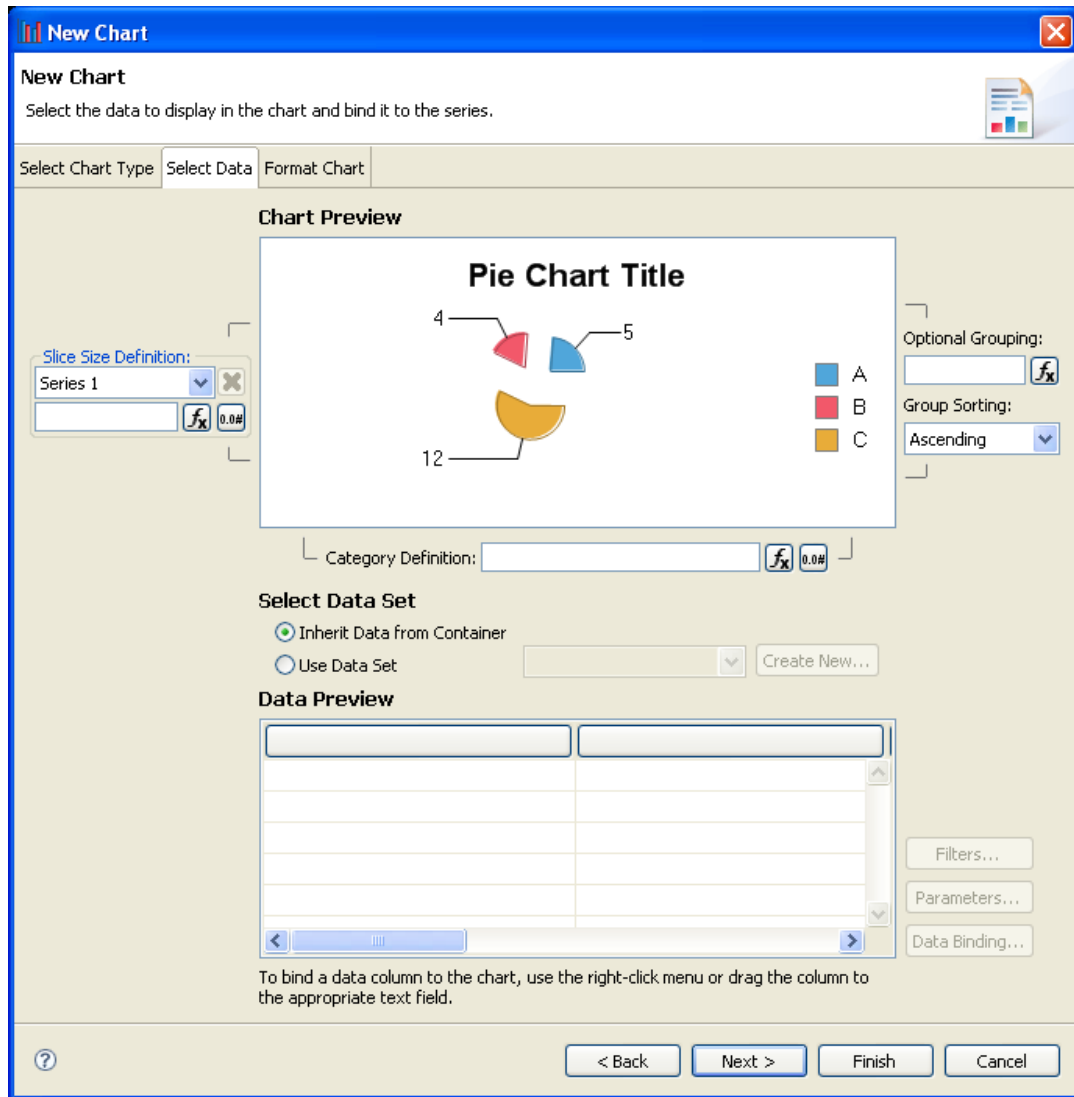 New Chart
New Chart
Select the data to display in the chart and bind it to the series.
Select Chart Type
Select Data
Format Chart
Chart Preview
Pie Chart Title
4
5
12
A
B
C
Slice Size Definition:
Series 1
fx
0.0#
Optional Grouping:
fx
Group Sorting:
Ascending
Category Definition:
fx
0.0#
Select Data Set
Inherit Data from Container
Use Data Set
Create New...
Data Preview
Filters...
Parameters...
Data Binding...
To bind a data column to the chart, use the right-click menu or drag the column to
the appropriate text field.
?
< Back
Next >
Finish
Cancel